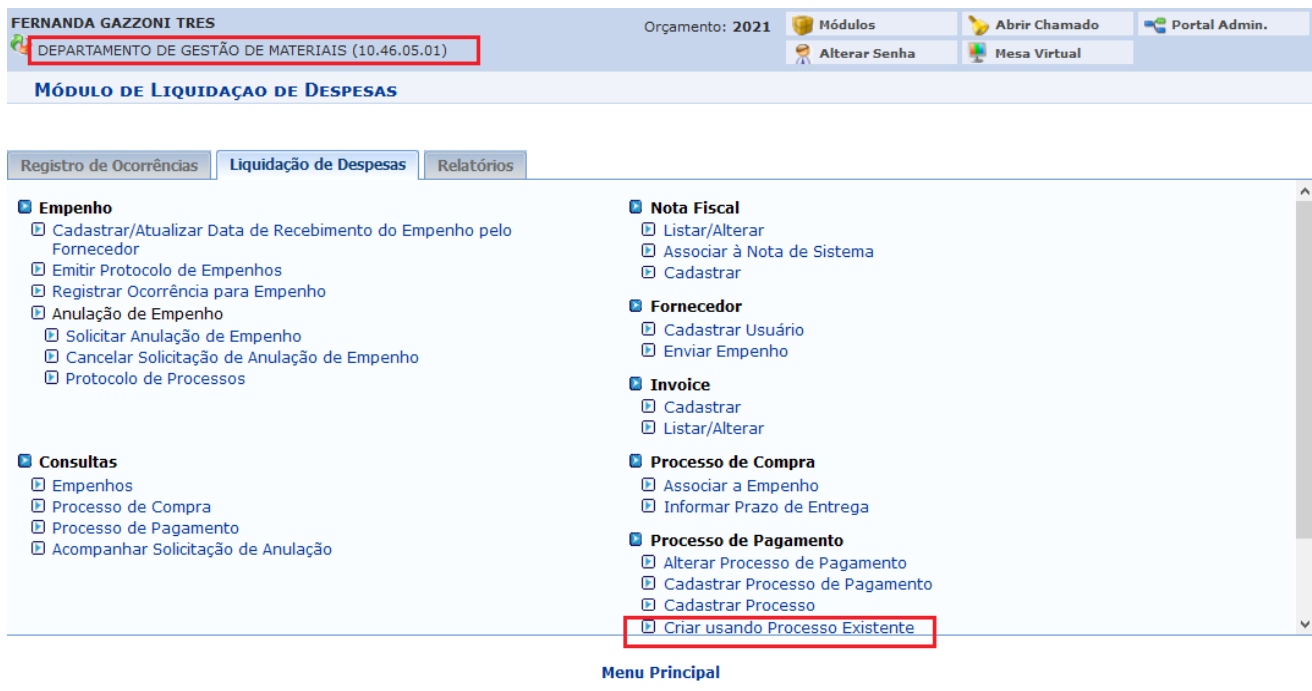 FERNANDA GAZZONI TRES
Orçamento: 2021
Módulos
Abrir Chamado
Portal Admin.
DEPARTAMENTO DE GESTÃO DE MATERIAIS (10.46.05.01)
Alterar Senha
Mesa Virtual
MÓDULO DE LIQUIDAÇAO DE DESPESAS
Registro de Ocorrências
Liquidação de Despesas
Relatórios
Empenho
Cadastrar/Atualizar Data de Recebimento do Empenho pelo
Fornecedor
Emitir Protocolo de Empenhos
Registrar Ocorrência para Empenho
Anulação de Empenho
Solicitar Anulação de Empenho
Cancelar Solicitação de Anulação de Empenho
Protocolo de Processos
Consultas
Empenhos
Processo de Compra
Processo de Pagamento
Acompanhar Solicitação de Anulação
Nota Fiscal
Listar/Alterar
Associar à Nota de Sistema
Cadastrar
Fornecedor
Cadastrar Usuário
Enviar Empenho
Invoice
Cadastrar
Listar/Alterar
Processo de Compra
Associar a Empenho
Informar Prazo de Entrega
Processo de Pagamento
Alterar Processo de Pagamento
Cadastrar Processo de Pagamento
Cadastrar Processo
Criar usando Processo Existente
Menu Principal